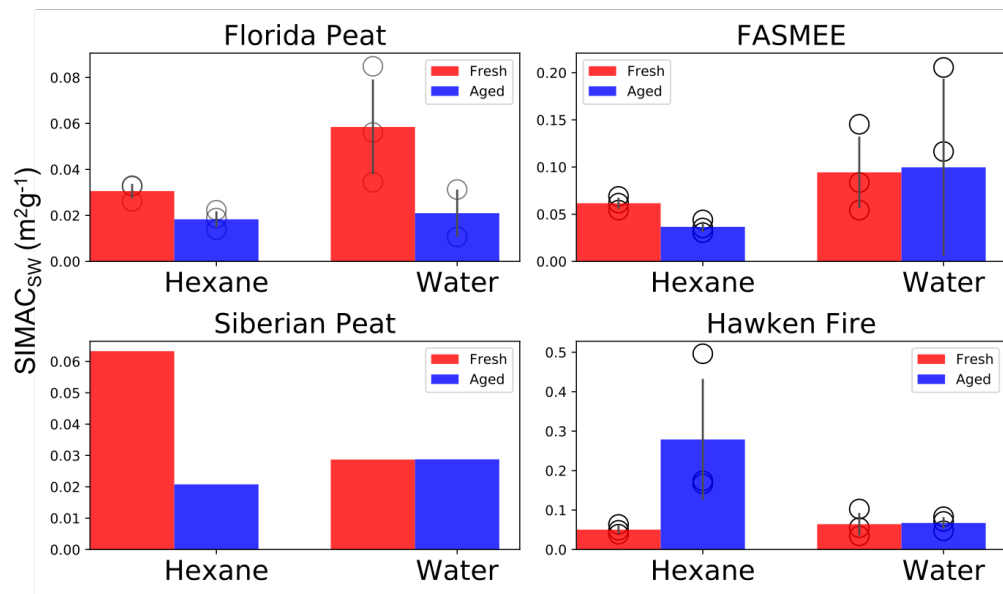 Florida Peat
FASMEE
SIMAC_SW (m²g⁻¹)
0.08
0.06
0.04
0.02
0.00
Fresh
Aged
Hexane
Water
0.20
0.15
0.10
0.05
0.00
Fresh
Aged
Hexane
Water
Siberian Peat
Hawken Fire
0.06
0.05
0.04
0.03
0.02
0.01
0.00
Fresh
Aged
Hexane
Water
0.5
0.4
0.3
0.2
0.1
0.0
Fresh
Aged
Hexane
Water